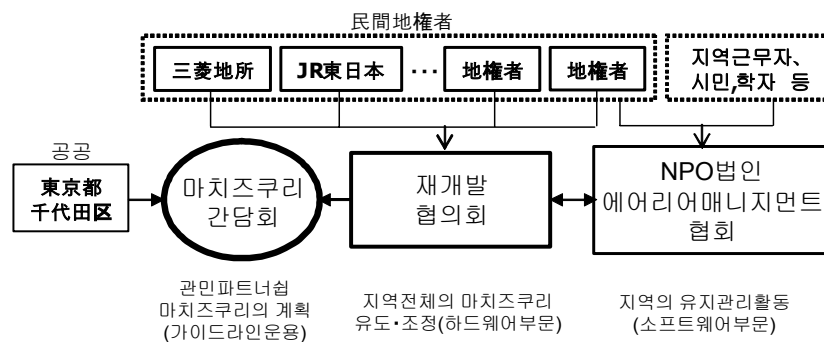 民間地権者
三菱地所 JR東日本 ··· 地権者 地権者
지역근무자、
시민,학자 등
공공
東京都
千代田区
마치즈쿠리
간담회
재개발
협의회
NPO법인
에어리어매니지먼트
협회
관민파트너쉽
마치즈쿠리의 계획
(가이드라인운용)
지역전체의 마치즈쿠리
유도·조정(하드웨어부문)
지역의 유지관리활동
(소프트웨어부문)